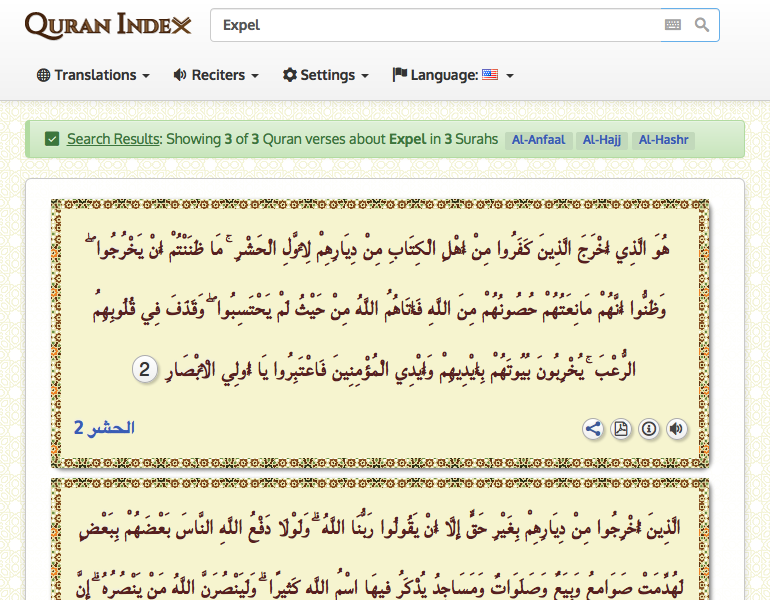 QURAN INDEX
Expel
Translations
Reciters
Settings
Language:
Search Results: Showing 3 of 3 Quran verses about Expel in 3 Surahs Al-Anfaal Al-Hajj Al-Hashr
هُوَ الَّذِي أَخْرَجَ الَّذِينَ كَفَرُوا مِنْ أَهْلِ الْكِتَابِ مِنْ دِيَارِهِمْ لِأَوَّلِ الْحَشْرِ ۚ مَا ظَنَنْتُمْ أَنْ يَخْرُجُوا ۖ
وَظَنُّوا أَنَّهُمْ مَانِعَتُهُمْ حُصُونُهُمْ مِنَ اللَّهِ فَأَتَاهُمُ اللَّهُ مِنْ حَيْثُ لَمْ يَحْتَسِبُوا ۖ وَقَذَفَ فِي قُلُوبِهِمُ
الرُّعْبَ ۚ يُخْرِبُونَ بُيُوتَهُمْ بِأَيْدِيهِمْ وَأَيْدِي الْمُؤْمِنِينَ فَاعْتَبِرُوا يَا أُولِي الْأَبْصَارِ 2
الحشر 2
الَّذِينَ أُخْرِجُوا مِنْ دِيَارِهِمْ بِغَيْرِ حَقٍّ إِلَّا أَنْ يَقُولُوا رَبُّنَا اللَّهُ ۗ وَلَوْلَا دَفْعُ اللَّهِ النَّاسَ بَعْضَهُمْ بِبَعْضٍ
لَهُدِّمَتْ صَوَامِعُ وَبِيَعٌ وَصَلَوَاتٌ وَمَسَاجِدُ يُذْكَرُ فِيهَا اسْمُ اللَّهِ كَثِيرًا ۗ وَلَيَنْصُرَنَّ اللَّهُ مَنْ يَنْصُرُهُ ۗ إِنَّ